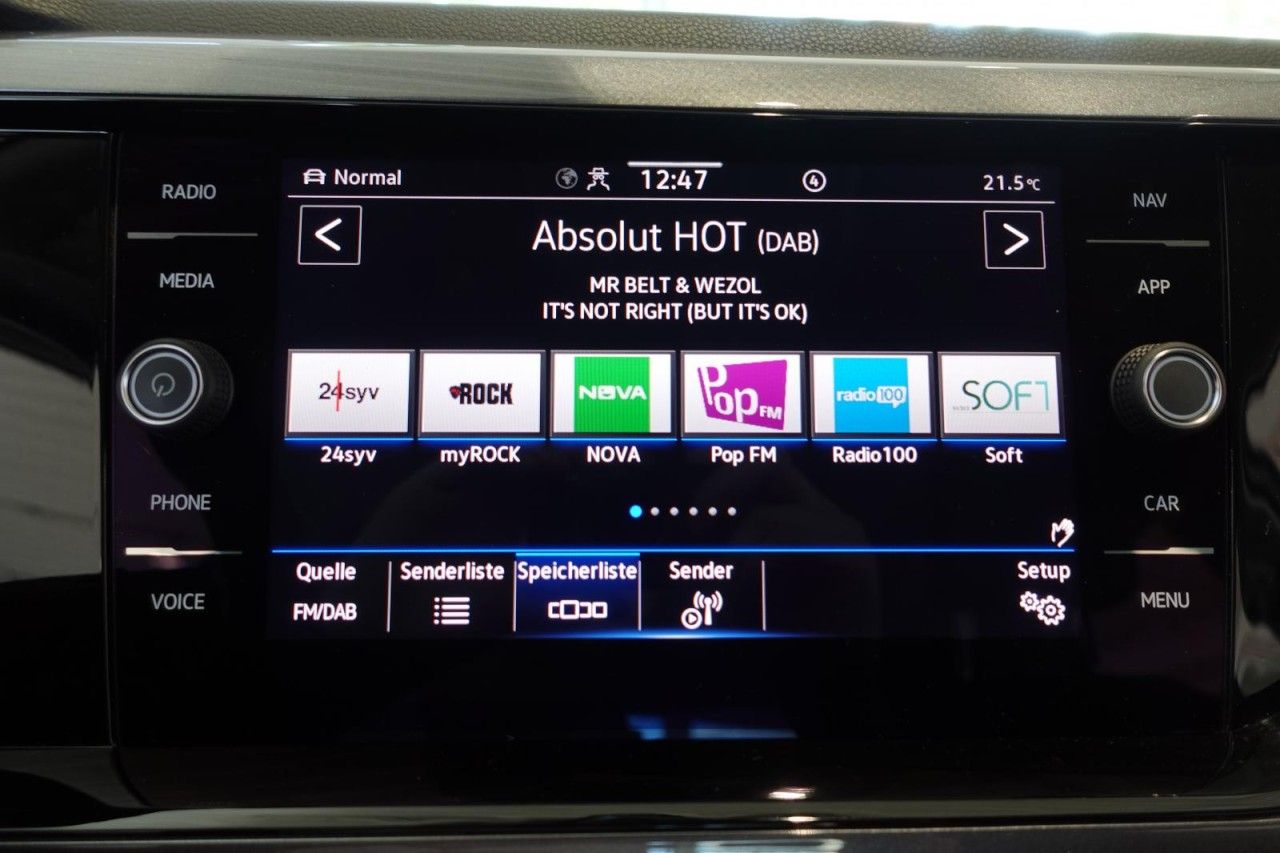 RADIO
MEDIA
PHONE
VOICE
Normal
12:47
4
21.5°C
<
Absolut HOT (DAB)
>
MR BELT & WEZOL
IT'S NOT RIGHT (BUT IT'S OK)
24syv
ROCK
NOVA
Pop FM
radio100
SOFT
24syv
myROCK
NOVA
Pop FM
Radio100
Soft
Quelle
FM/DAB
Senderliste
Speicherliste
Sender
Setup
NAV
APP
CAR
MENU